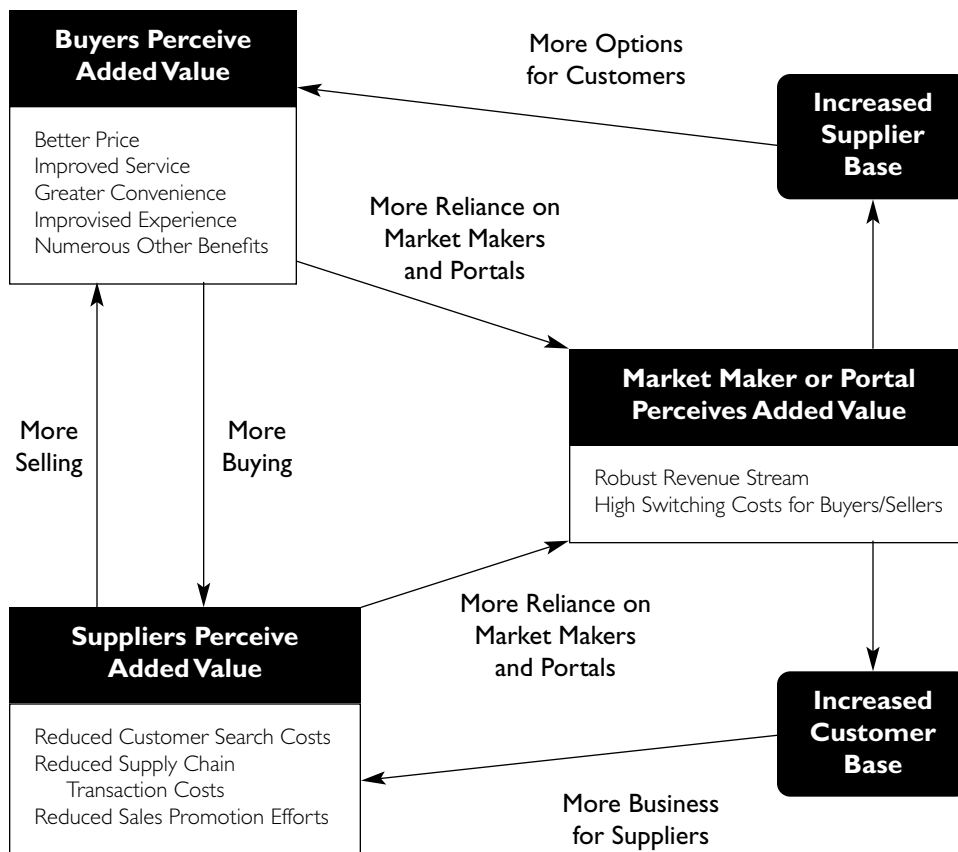 Buyers Perceive
Added Value
Better Price
Improved Service
Greater Convenience
Improvised Experience
Numerous Other Benefits
More Options
for Customers
Increased
Supplier
Base
More Reliance on
Market Makers
and Portals
Market Maker or Portal
Perceives Added Value
Robust Revenue Stream
High Switching Costs for Buyers/Sellers
More
Selling
More
Buying
More Reliance on
Market Makers
and Portals
Suppliers Perceive
Added Value
Reduced Customer Search Costs
Reduced Supply Chain
Transaction Costs
Reduced Sales Promotion Efforts
Increased
Customer
Base
More Business
for Suppliers